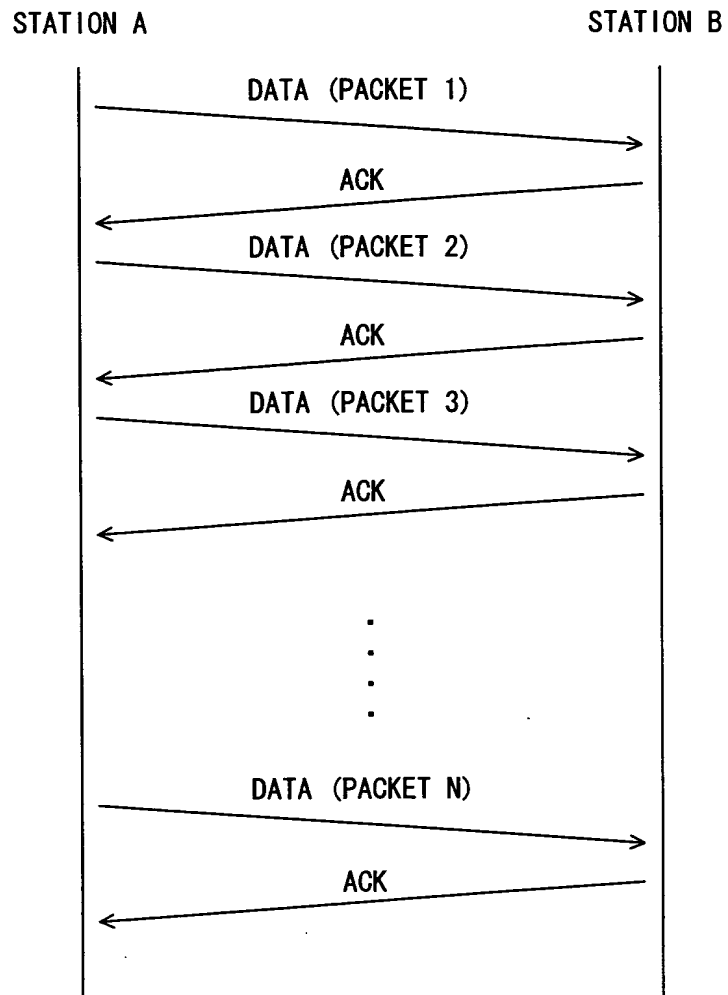 STATION A
STATION B
DATA (PACKET 1)
ACK
DATA (PACKET 2)
ACK
DATA (PACKET 3)
ACK
DATA (PACKET N)
ACK